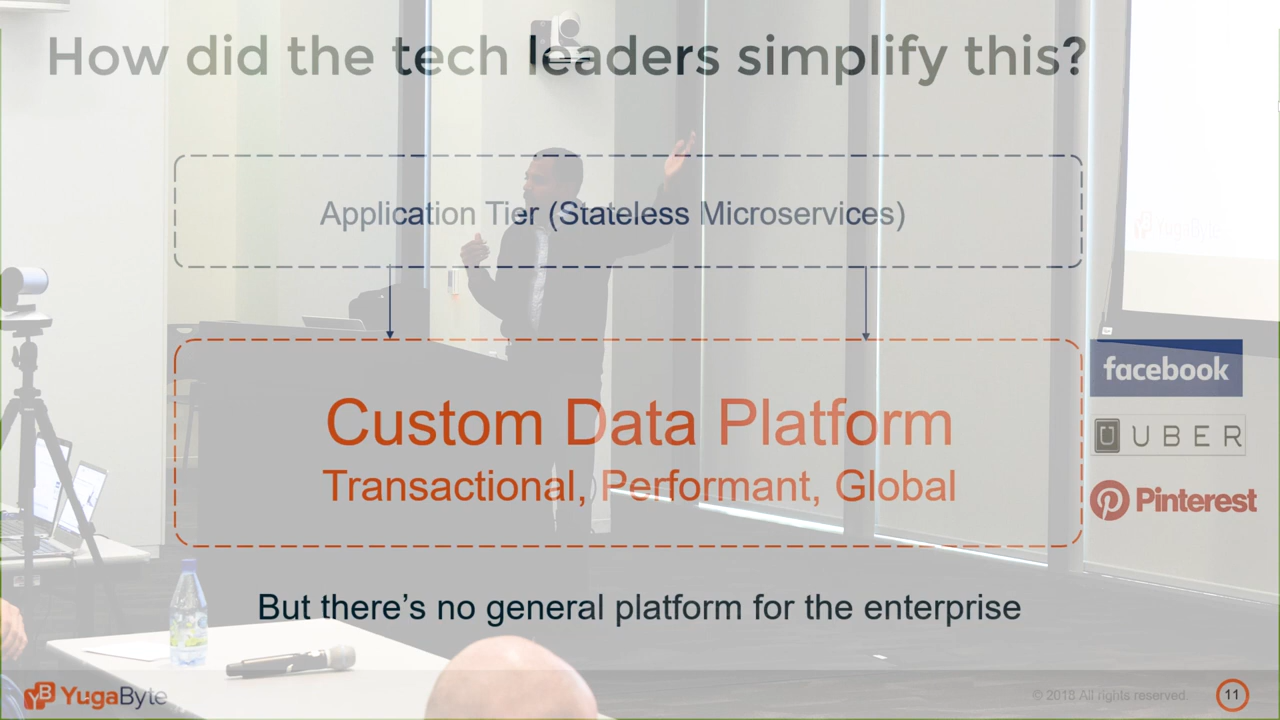 How did the tech leaders simplify this?
Application Tier (Stateless Microservices)
Custom Data Platform
Transactional, Performant, Global
facebook
UBER
Pinterest
But there's no general platform for the enterprise
YugaByte
© 2018 All rights reserved.
11
YugaByte